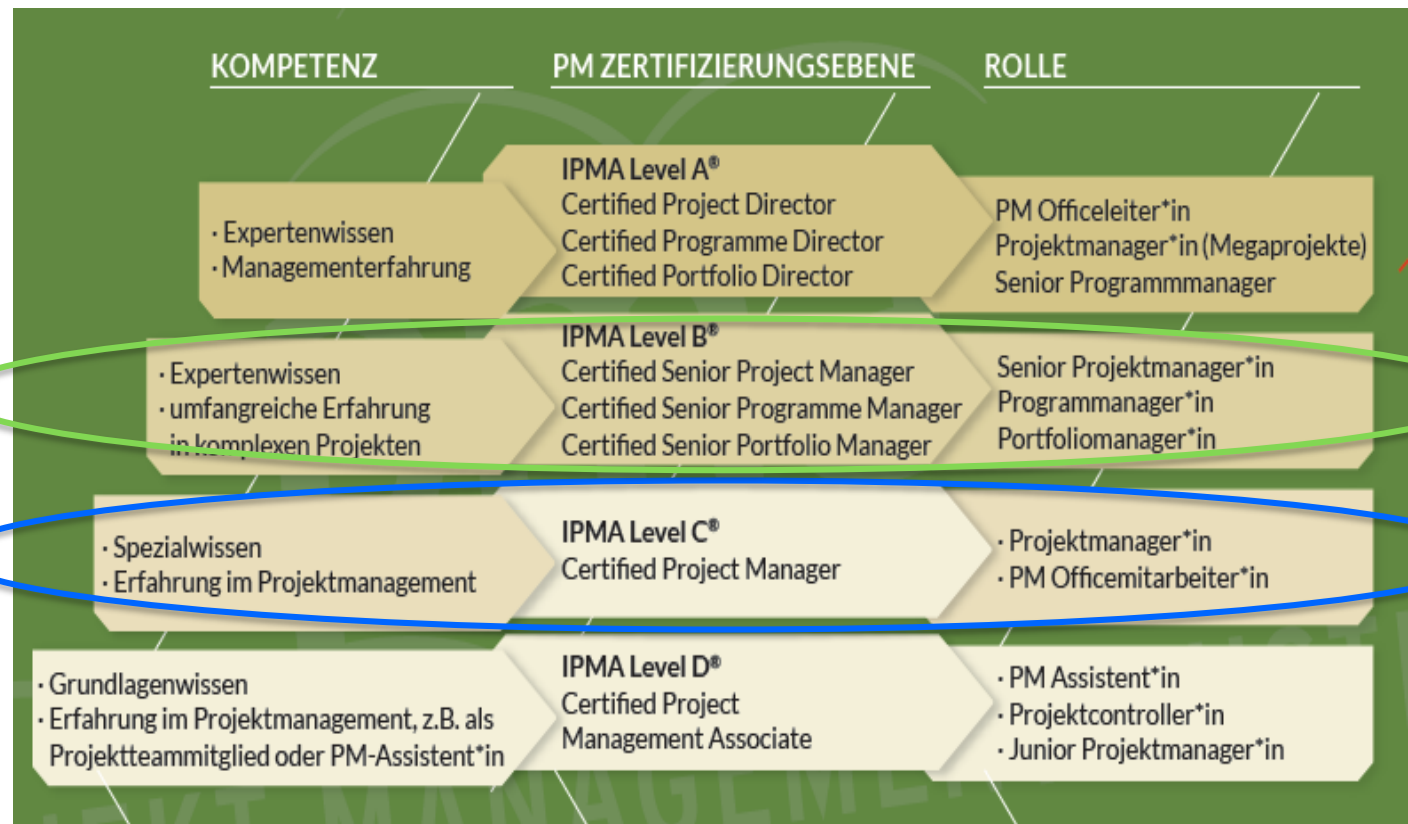 KOMPETENZ
PM ZERTIFIZIERUNGSEBENE
ROLLE
· Expertenwissen
· Managementerfahrung
IPMA Level A®
Certified Project Director
Certified Programme Director
Certified Portfolio Director
PM Officeleiter*in
Projektmanager*in (Megaprojekte)
Senior Programmmanager
· Expertenwissen
· umfangreiche Erfahrung
in komplexen Projekten
IPMA Level B®
Certified Senior Project Manager
Certified Senior Programme Manager
Certified Senior Portfolio Manager
Senior Projektmanager*in
Programmanager*in
Portfoliomanager*in
· Spezialwissen
· Erfahrung im Projektmanagement
IPMA Level C®
Certified Project Manager
· Projektmanager*in
· PM Officemitarbeiter*in
· Grundlagenwissen
· Erfahrung im Projektmanagement, z.B. als
Projektteammitglied oder PM-Assistent*in
IPMA Level D®
Certified Project
Management Associate
· PM Assistent*in
· Projektcontroller*in
· Junior Projektmanager*in